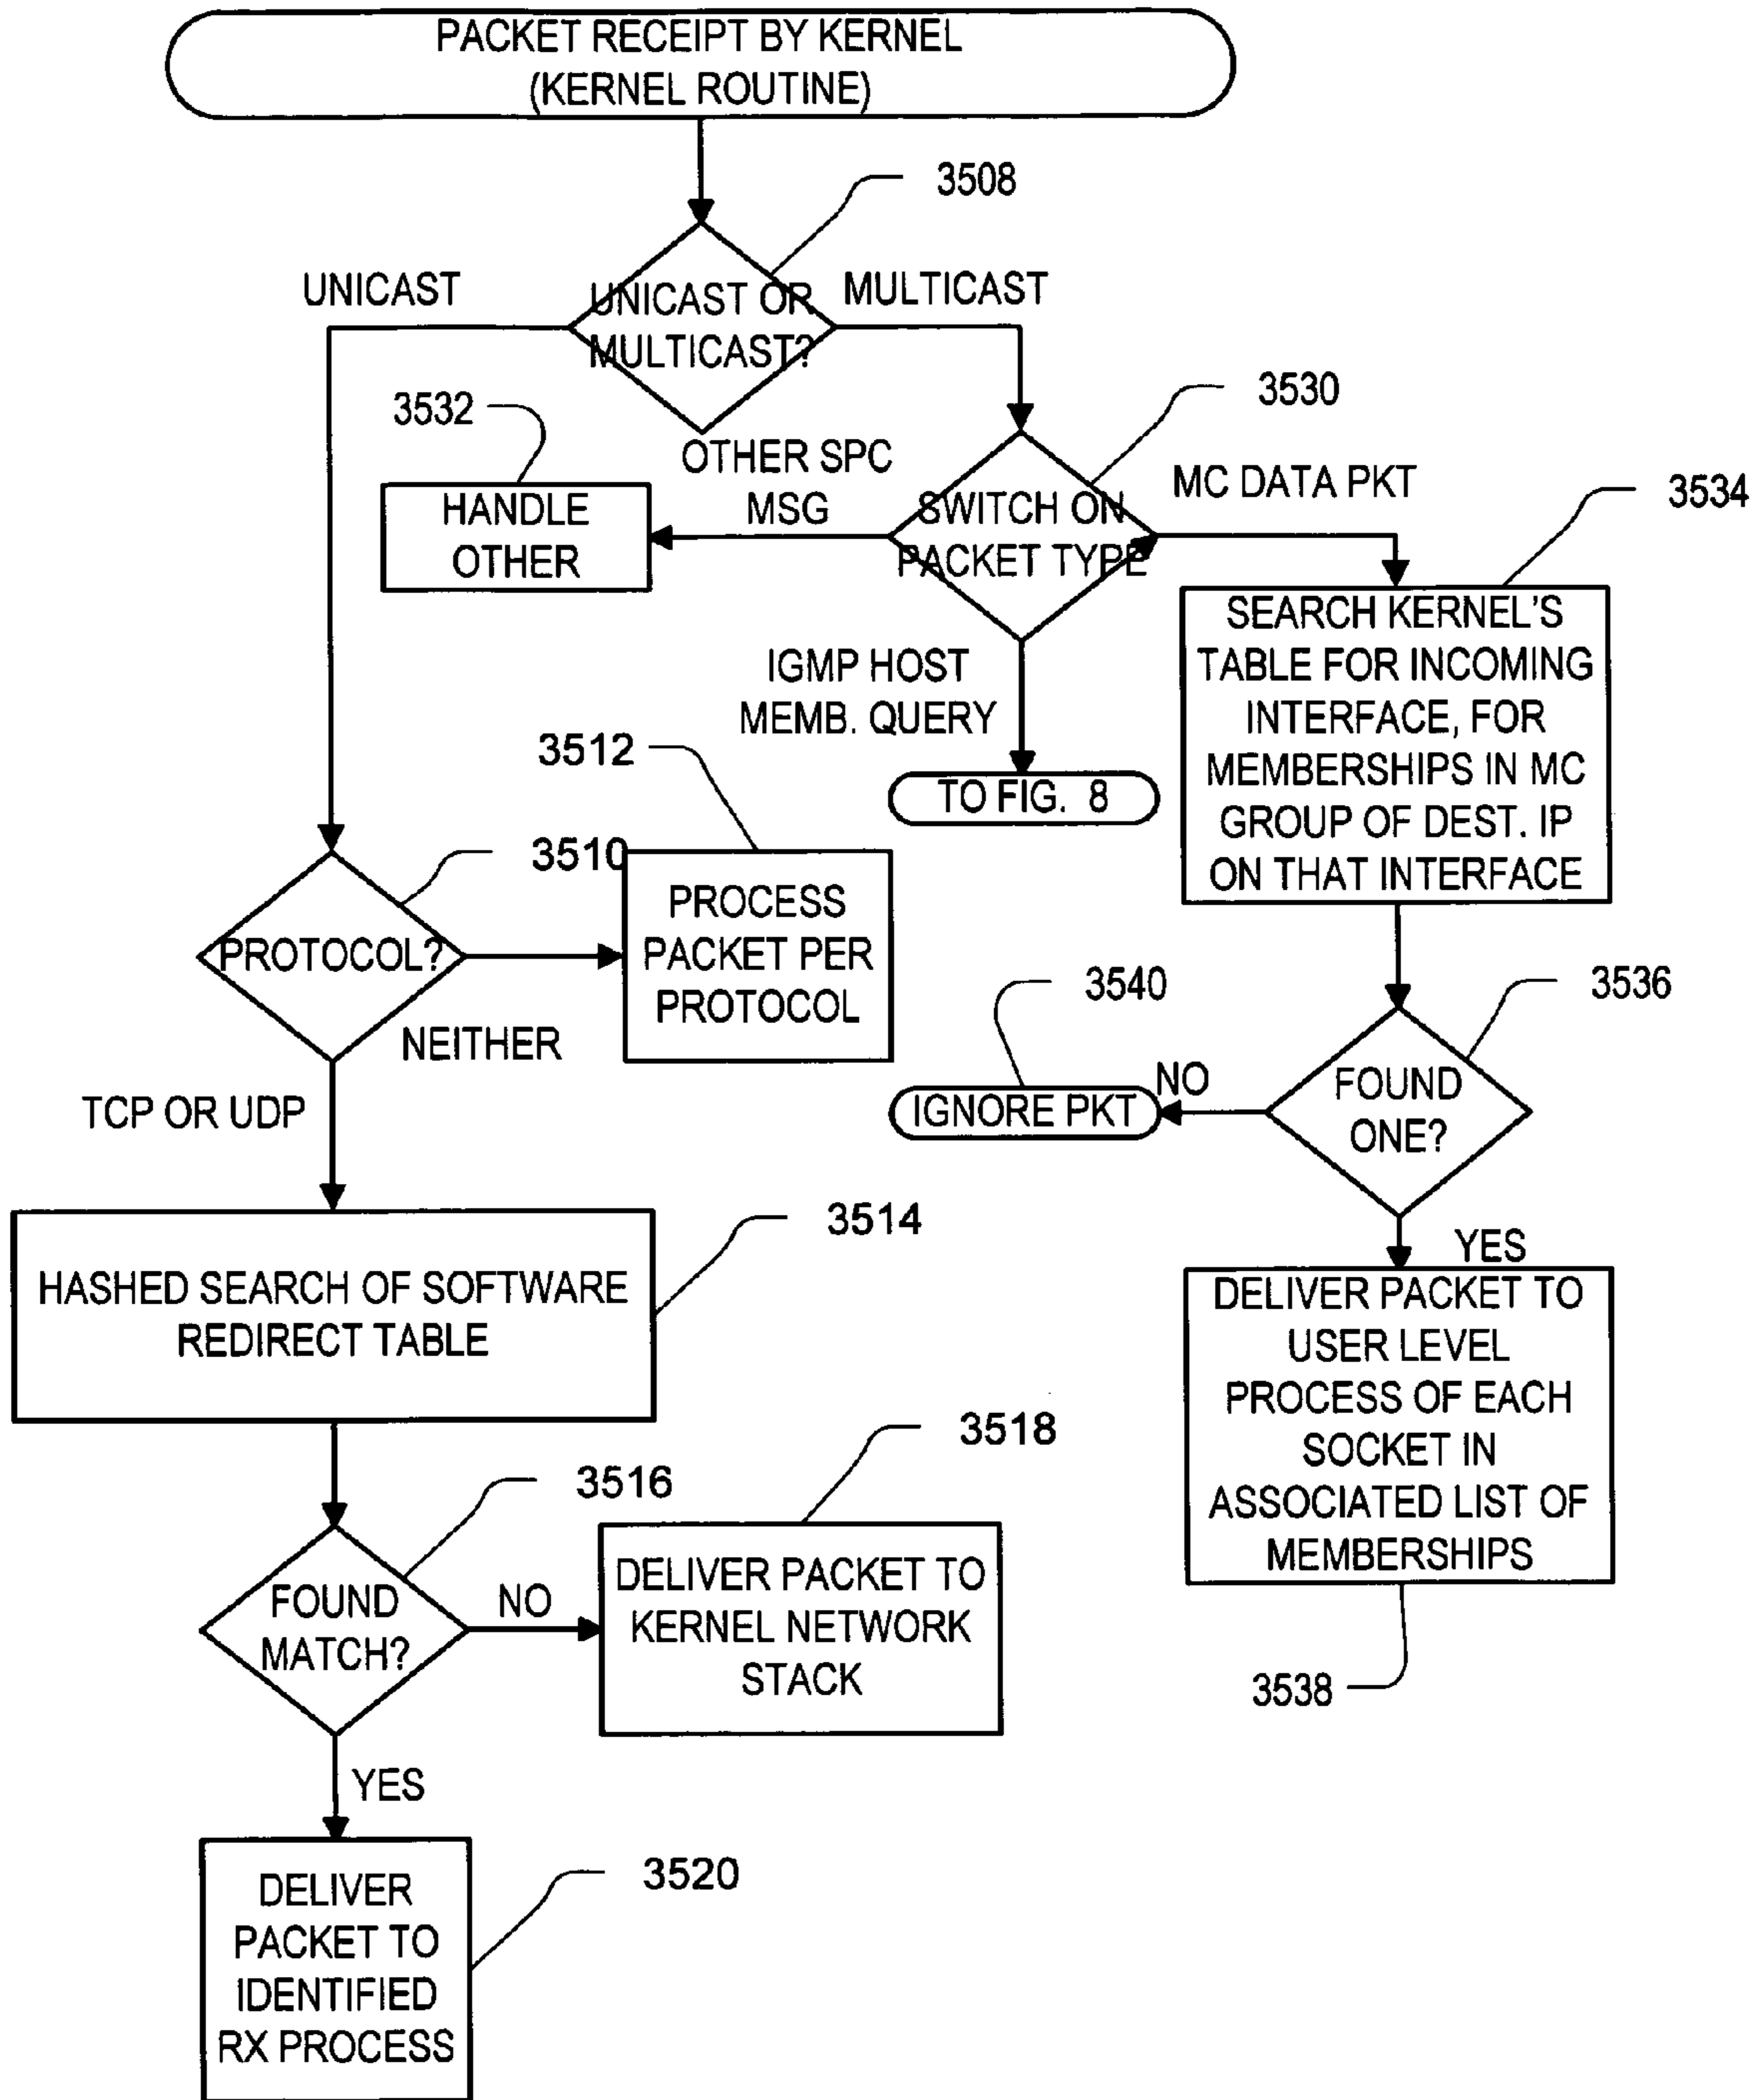 PACKET RECEIPT BY KERNEL
(KERNEL ROUTINE)
3508
UNICAST
UNICAST OR
MULTICAST?
MULTICAST
3530
3532
OTHER SPC
MSG
HANDLE
OTHER
SWITCH ON
PACKET TYPE
MC DATA PKT
3534
SEARCH KERNEL'S
TABLE FOR INCOMING
INTERFACE, FOR
MEMBERSHIPS IN MC
GROUP OF DEST. IP
ON THAT INTERFACE
IGMP HOST
MEMB. QUERY
TO FIG. 8
3512
3510
PROCESS
PACKET PER
PROTOCOL
PROTOCOL?
NEITHER
TCP OR UDP
3540
3536
NO
IGNORE PKT
FOUND
ONE?
YES
3514
HASHED SEARCH OF SOFTWARE
REDIRECT TABLE
DELIVER PACKET TO
USER LEVEL
PROCESS OF EACH
SOCKET IN
ASSOCIATED LIST OF
MEMBERSHIPS
3538
3518
3516
FOUND
MATCH?
NO
DELIVER PACKET TO
KERNEL NETWORK
STACK
YES
3520
DELIVER
PACKET TO
IDENTIFIED
RX PROCESS